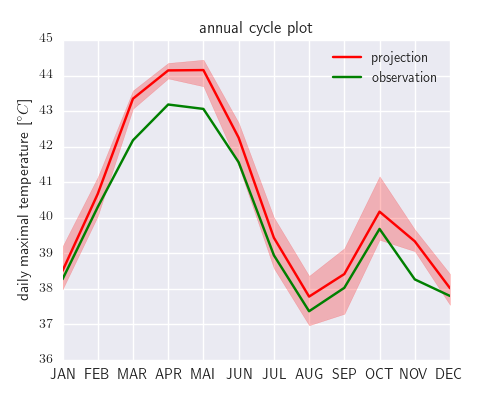 annual cycle plot
projection
observation
daily maximal temperature [°C]
45
44
43
42
41
40
39
38
37
36
JAN FEB MAR APR MAI JUN JUL AUG SEP OCT NOV DEC